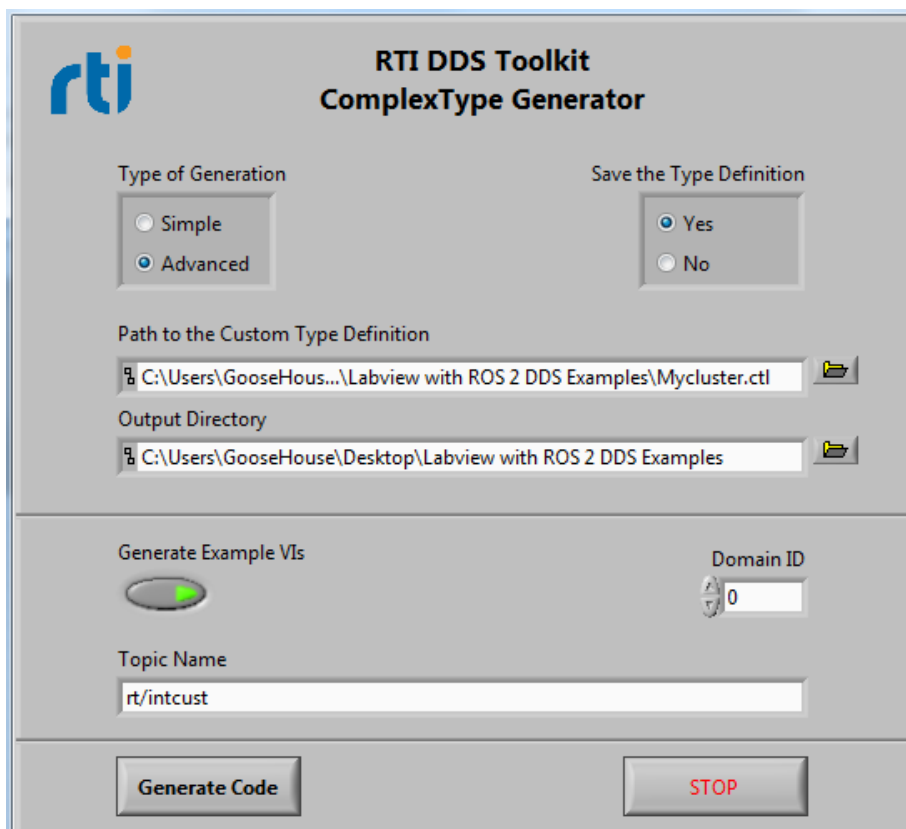 rti
RTI DDS Toolkit
ComplexType Generator
Type of Generation
Save the Type Definition
Simple
Advanced
Yes
No
Path to the Custom Type Definition
C:\Users\GooseHous...\Labview with ROS 2 DDS Examples\Mycluster.ctl
Output Directory
C:\Users\GooseHouse\Desktop\Labview with ROS 2 DDS Examples
Generate Example VIs
Domain ID
0
Topic Name
rt/intcust
Generate Code
STOP